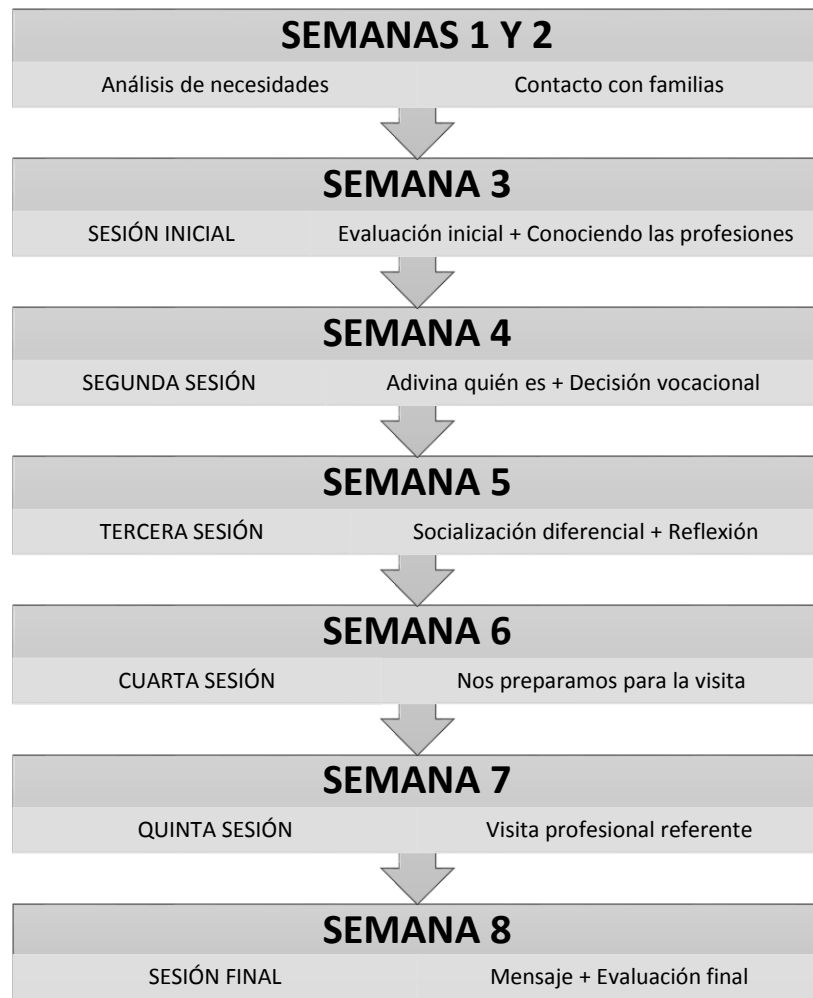 SEMANAS 1 Y 2
Análisis de necesidades Contacto con familias
SEMANA 3
SESIÓN INICIAL Evaluación inicial + Conociendo las profesiones
SEMANA 4
SEGUNDA SESIÓN Adivina quién es + Decisión vocacional
SEMANA 5
TERCERA SESIÓN Socialización diferencial + Reflexión
SEMANA 6
CUARTA SESIÓN Nos preparamos para la visita
SEMANA 7
QUINTA SESIÓN Visita profesional referente
SEMANA 8
SESIÓN FINAL Mensaje + Evaluación final